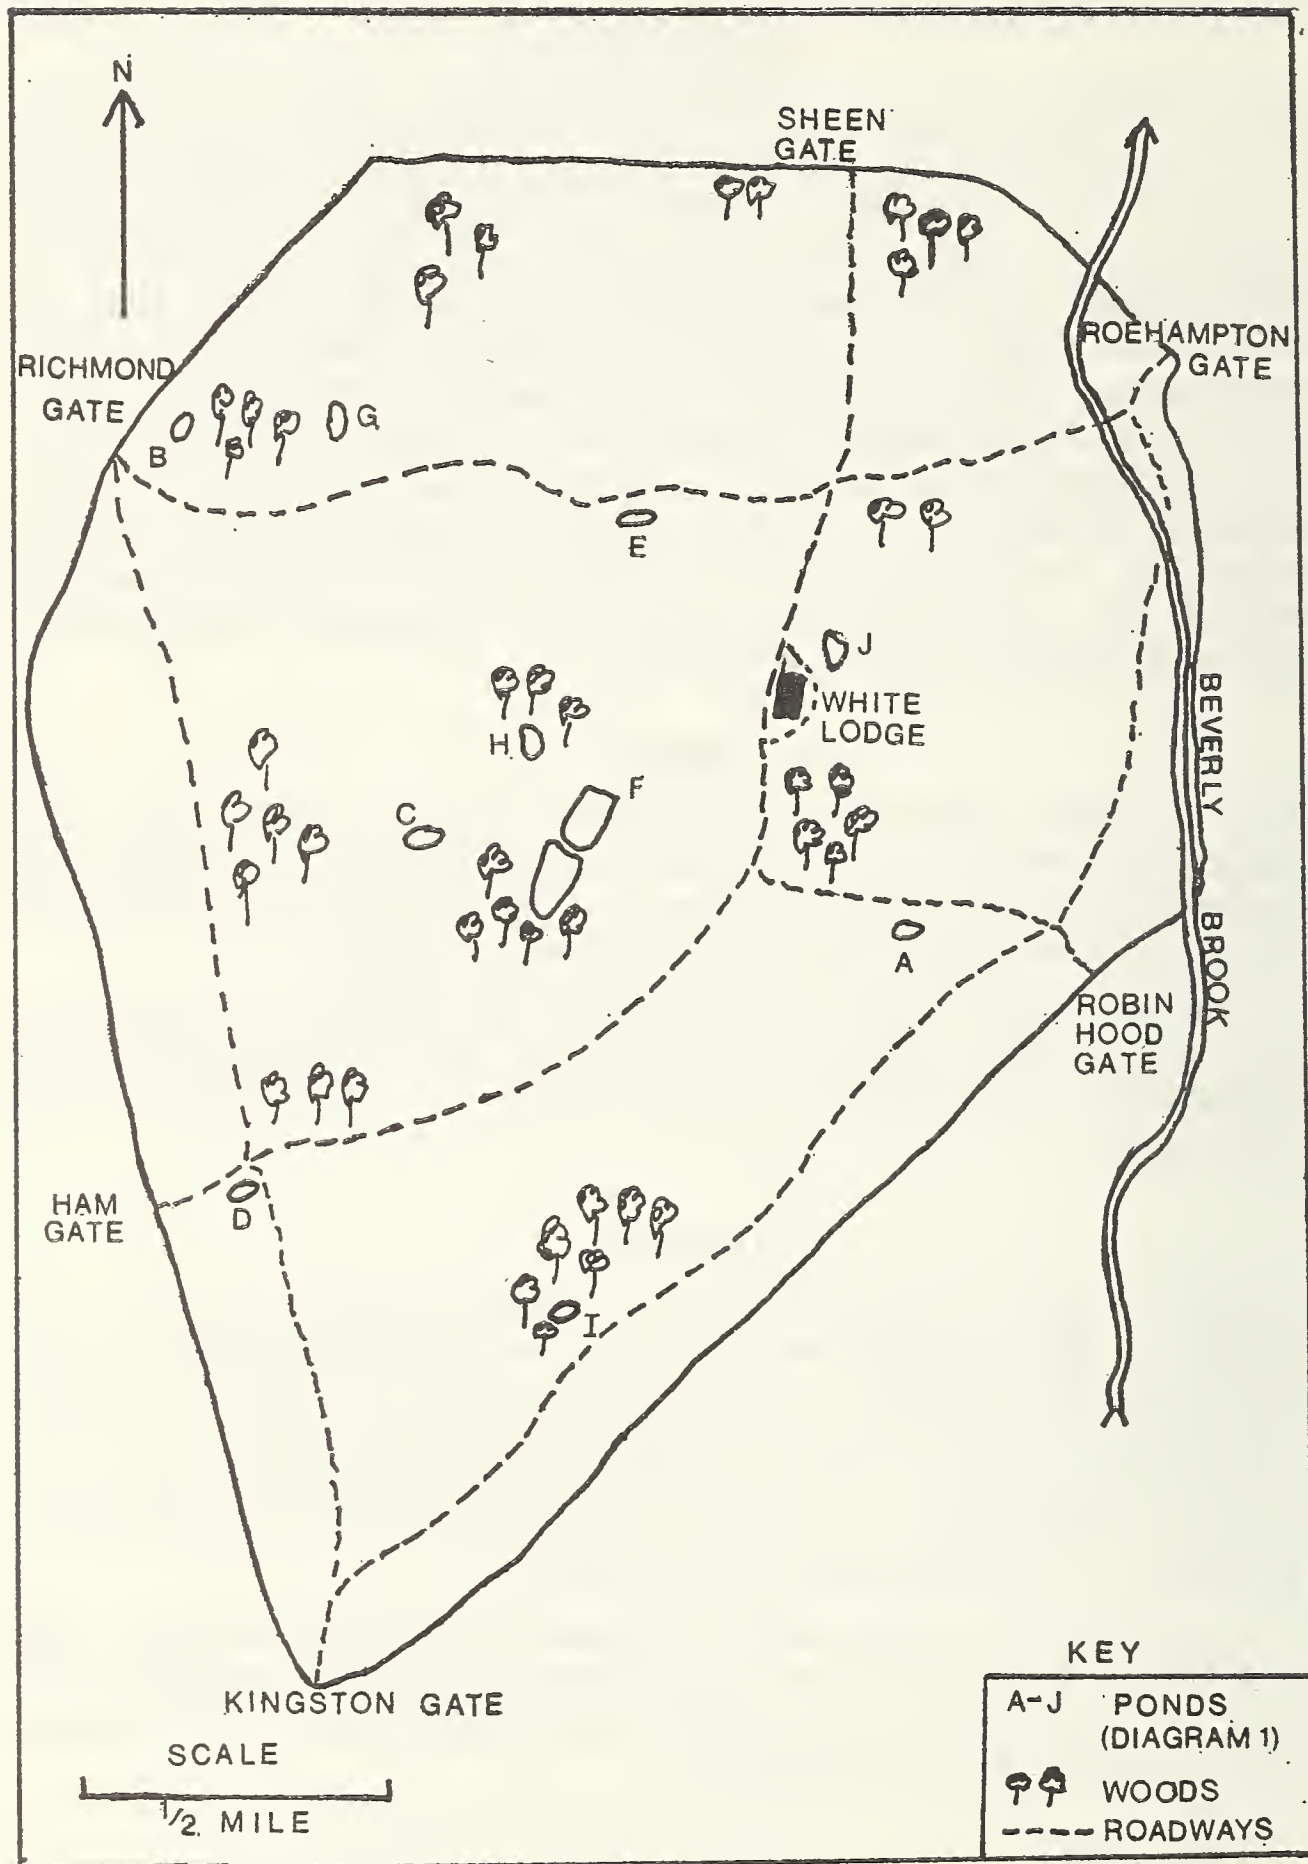 N
SHEEN
GATE
ROEHAMPTON
GATE
RICHMOND
GATE
B
G
E
J
WHITE
LODGE
H
F
C
BEVERLY BROOK
A
ROBIN
HOOD
GATE
HAM
GATE
D
I
KINGSTON GATE
SCALE
1/2 MILE
KEY
A-J PONDS
(DIAGRAM 1)
WOODS
ROADWAYS